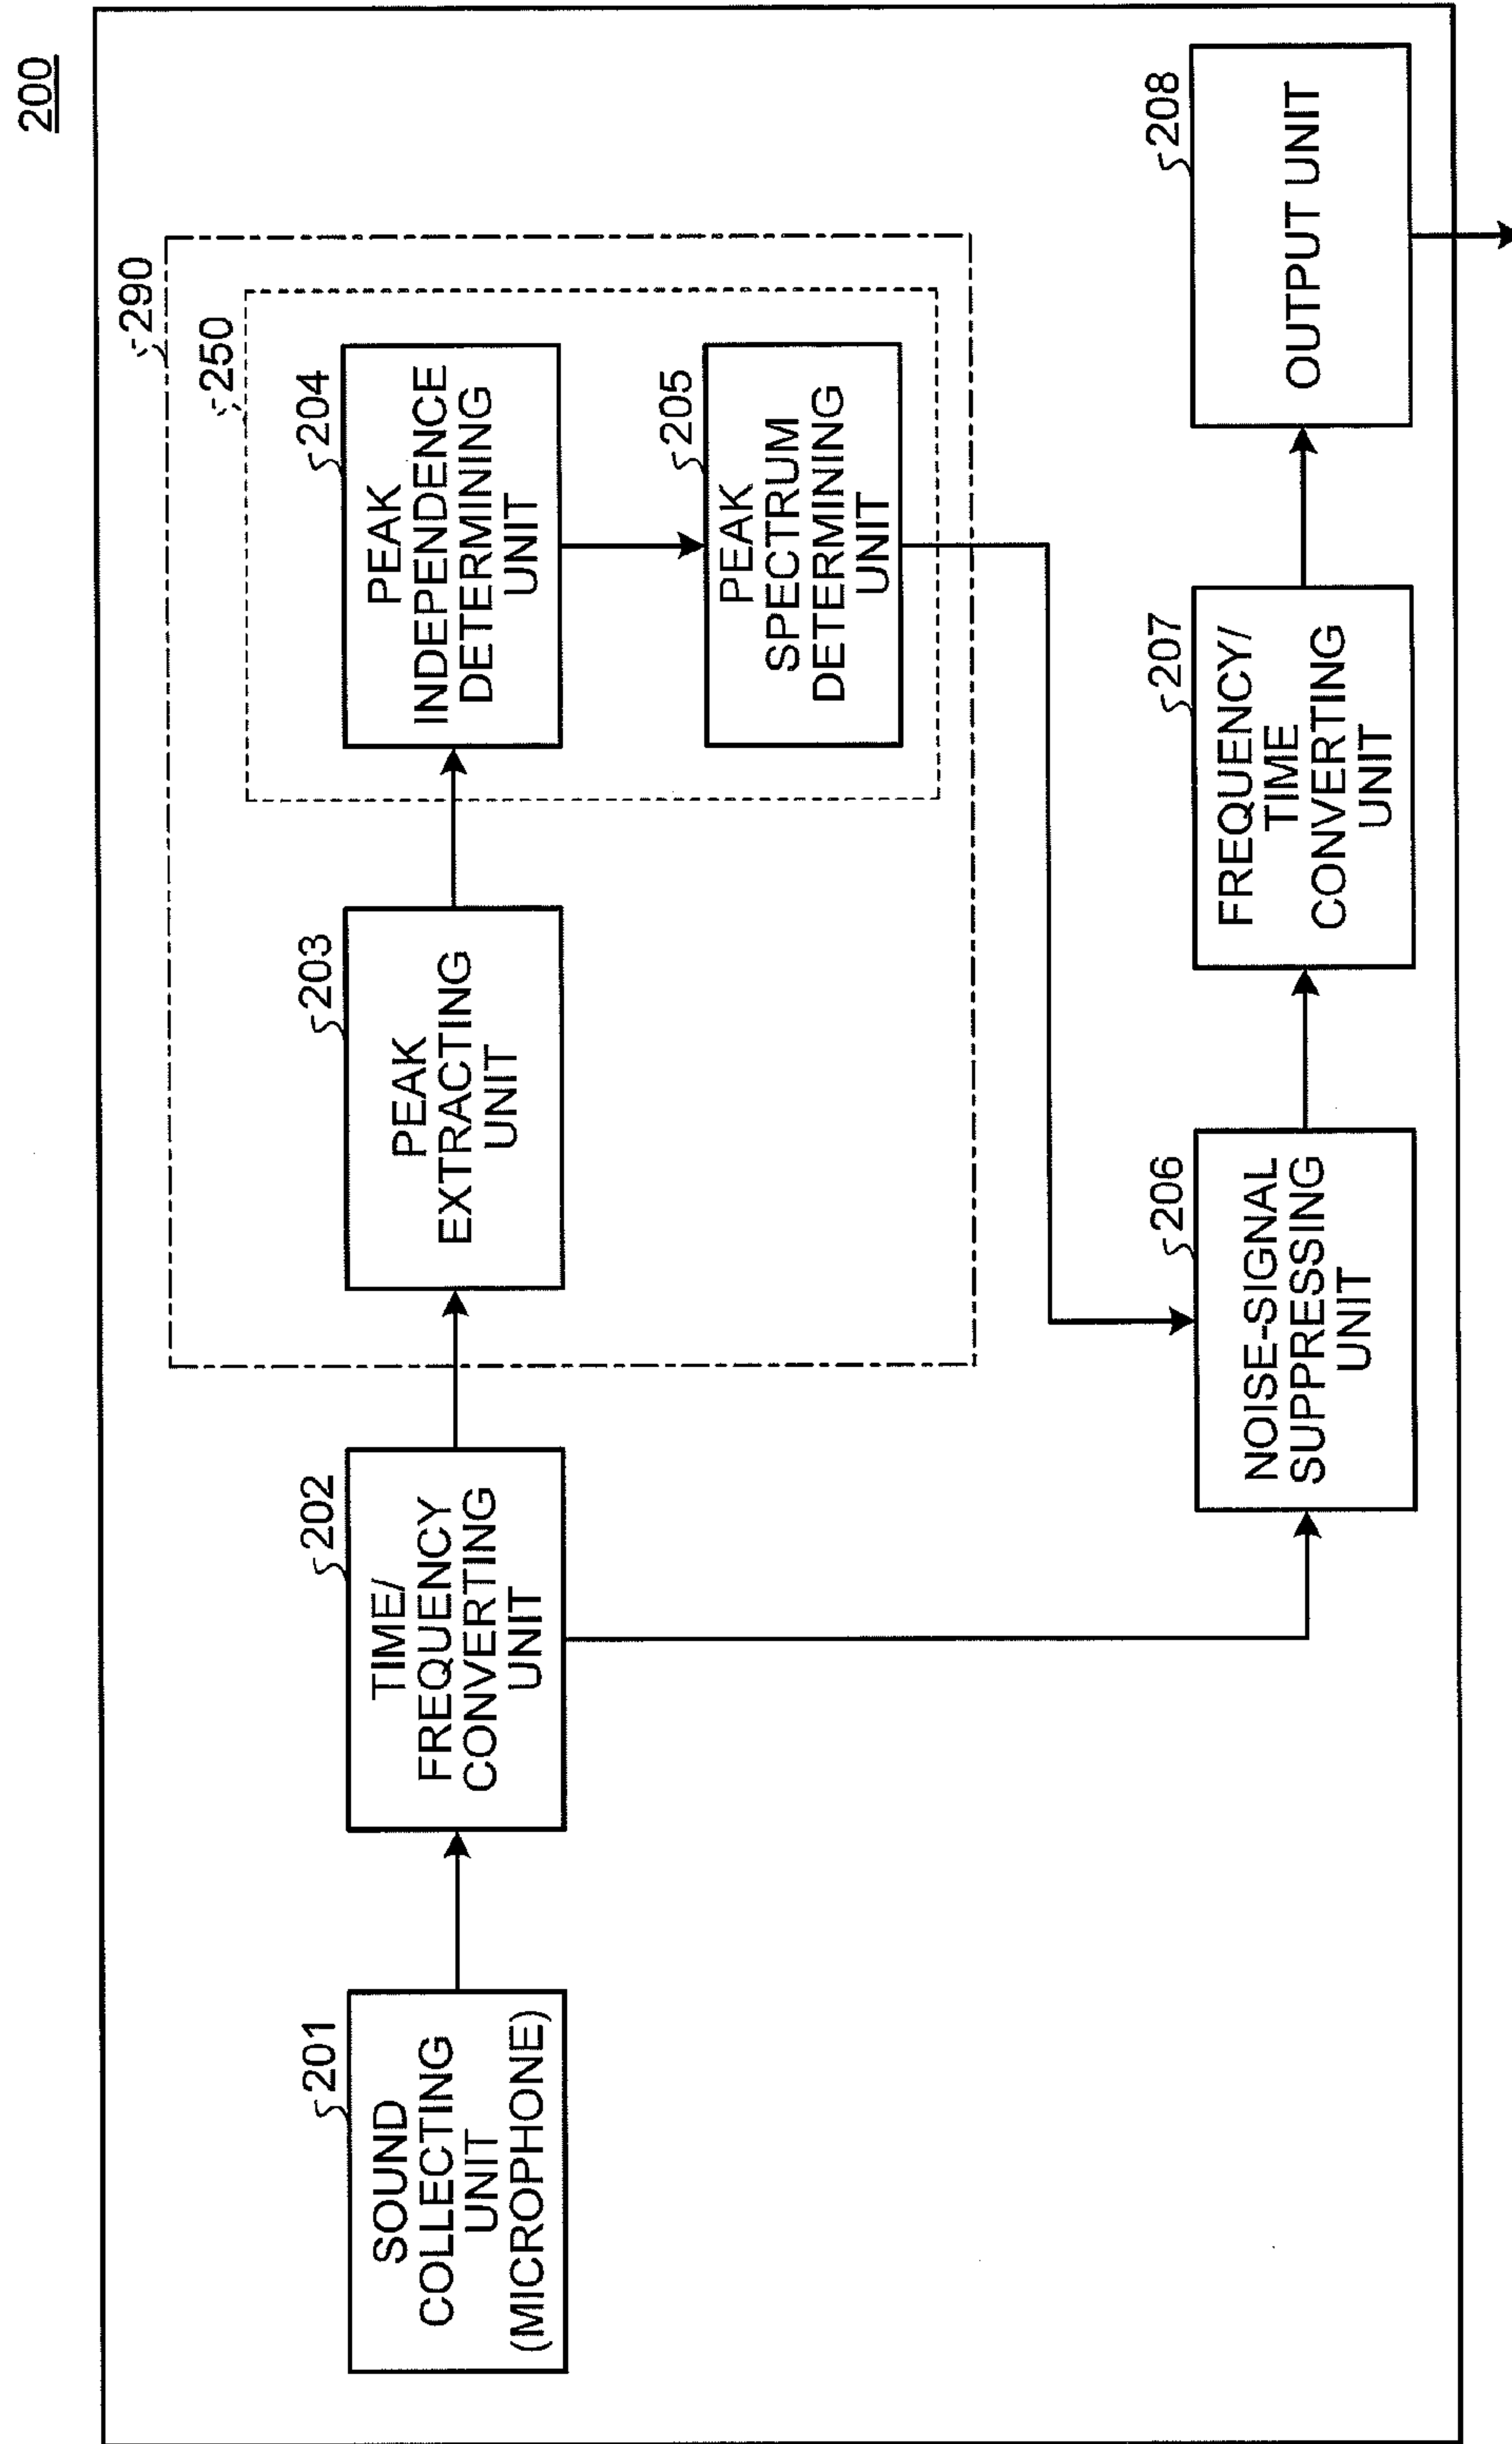 200
290
250
201
SOUND
COLLECTING
UNIT
(MICROPHONE)
202
TIME/
FREQUENCY
CONVERTING
UNIT
203
PEAK
EXTRACTING
UNIT
204
PEAK
INDEPENDENCE
DETERMINING
UNIT
205
PEAK
SPECTRUM
DETERMINING
UNIT
206
NOISE-SIGNAL
SUPPRESSING
UNIT
207
FREQUENCY/
TIME
CONVERTING
UNIT
208
OUTPUT UNIT